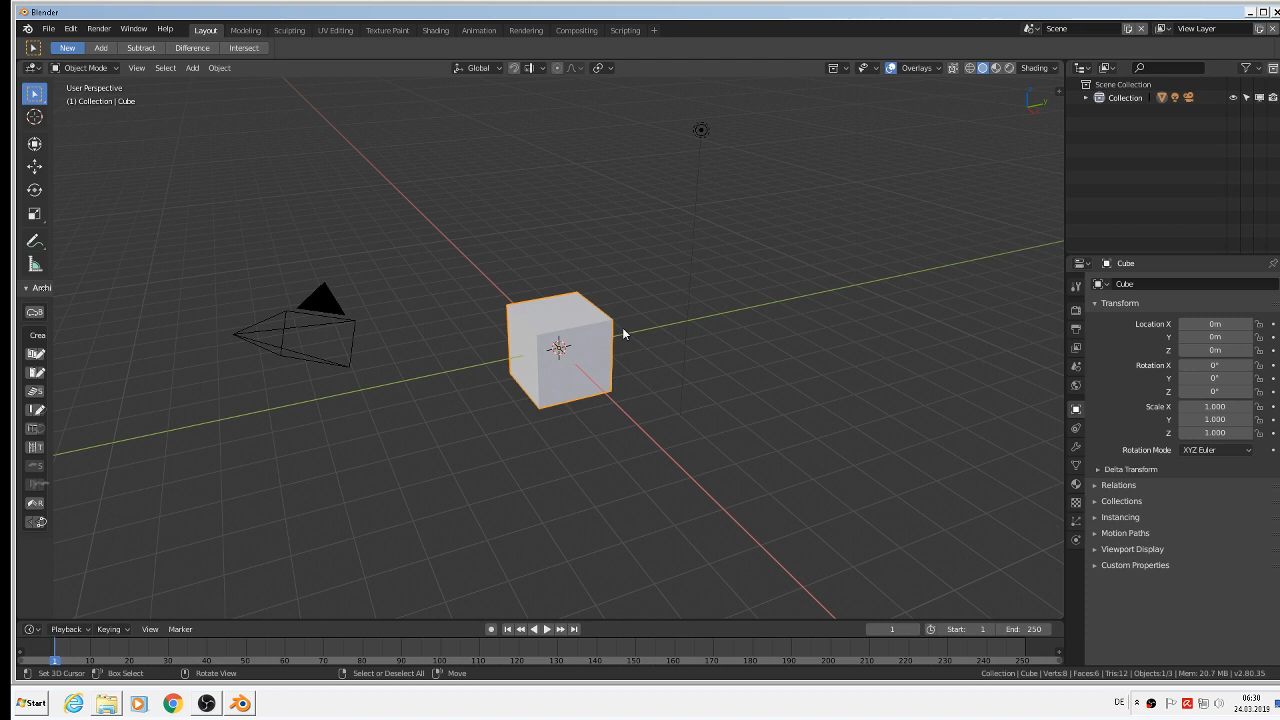 Blender
File Edit Render Window Help Layout Modeling Sculpting UV Editing Texture Paint Shading Animation Rendering Compositing Scripting + Scene View Layer
New Add Subtract Difference Intersect
Object Mode View Select Add Object Global Overlays Shading
User Perspective
(1) Collection | Cube
Scene Collection
Collection
Archi
Crea
Cube
Cube
Transform
Location X 0m
Y 0m
Z 0m
Rotation X 0°
Y 0°
Z 0°
Scale X 1.000
Y 1.000
Z 1.000
Rotation Mode XYZ Euler
Delta Transform
Relations
Collections
Instancing
Motion Paths
Viewport Display
Custom Properties
Playback Keying View Marker 1 Start: 1 End: 250
1 10 20 30 40 50 60 70 80 90 100 110 120 130 140 150 160 170 180 190 200 210 220 230 240 250
Set 3D Cursor Box Select Rotate View Select or Deselect All Move Collection | Cube | Verts:8 | Faces:6 | Tris:12 | Objects:1/3 | Mem: 20.7 MB | v2.80.35
Start DE 06:30
24.03.2019